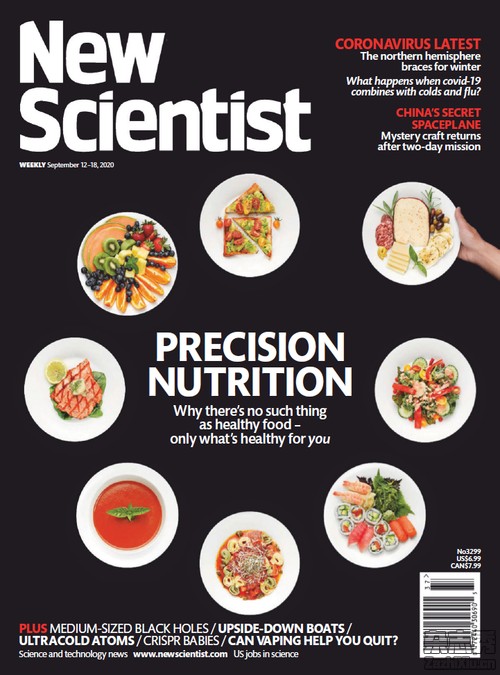 New
Scientist
WEEKLY September 12-18, 2020
CORONAVIRUS LATEST
The northern hemisphere
braces for winter
What happens when covid-19
combines with colds and flu?
CHINA'S SECRET
SPACEPLANE
Mystery craft returns
after two-day mission
PRECISION
NUTRITION
Why there's no such thing
as healthy food –
only what's healthy for you
No3299
US$6.99
CAN$7.99
37>
PLUS MEDIUM-SIZED BLACK HOLES / UPSIDE-DOWN BOATS /
ULTRACOLD ATOMS / CRISPR BABIES / CAN VAPING HELP YOU QUIT?
Science and technology news www.newscientist.com US jobs in science
ZazhiXiu.cn